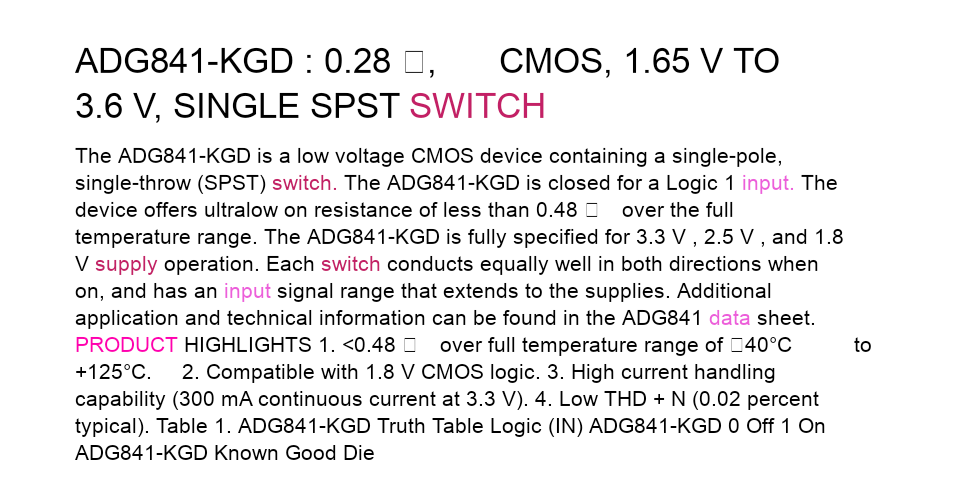 ADG841-KGD : 0.28 □, CMOS, 1.65 V TO
3.6 V, SINGLE SPST SWITCH
The ADG841-KGD is a low voltage CMOS device containing a single-pole,
single-throw (SPST) switch. The ADG841-KGD is closed for a Logic 1 input. The
device offers ultralow on resistance of less than 0.48 □ over the full
temperature range. The ADG841-KGD is fully specified for 3.3 V , 2.5 V , and 1.8
V supply operation. Each switch conducts equally well in both directions when
on, and has an input signal range that extends to the supplies. Additional
application and technical information can be found in the ADG841 data sheet.
PRODUCT HIGHLIGHTS 1. <0.48 □ over full temperature range of □40°C to
+125°C. 2. Compatible with 1.8 V CMOS logic. 3. High current handling
capability (300 mA continuous current at 3.3 V). 4. Low THD + N (0.02 percent
typical). Table 1. ADG841-KGD Truth Table Logic (IN) ADG841-KGD 0 Off 1 On
ADG841-KGD Known Good Die